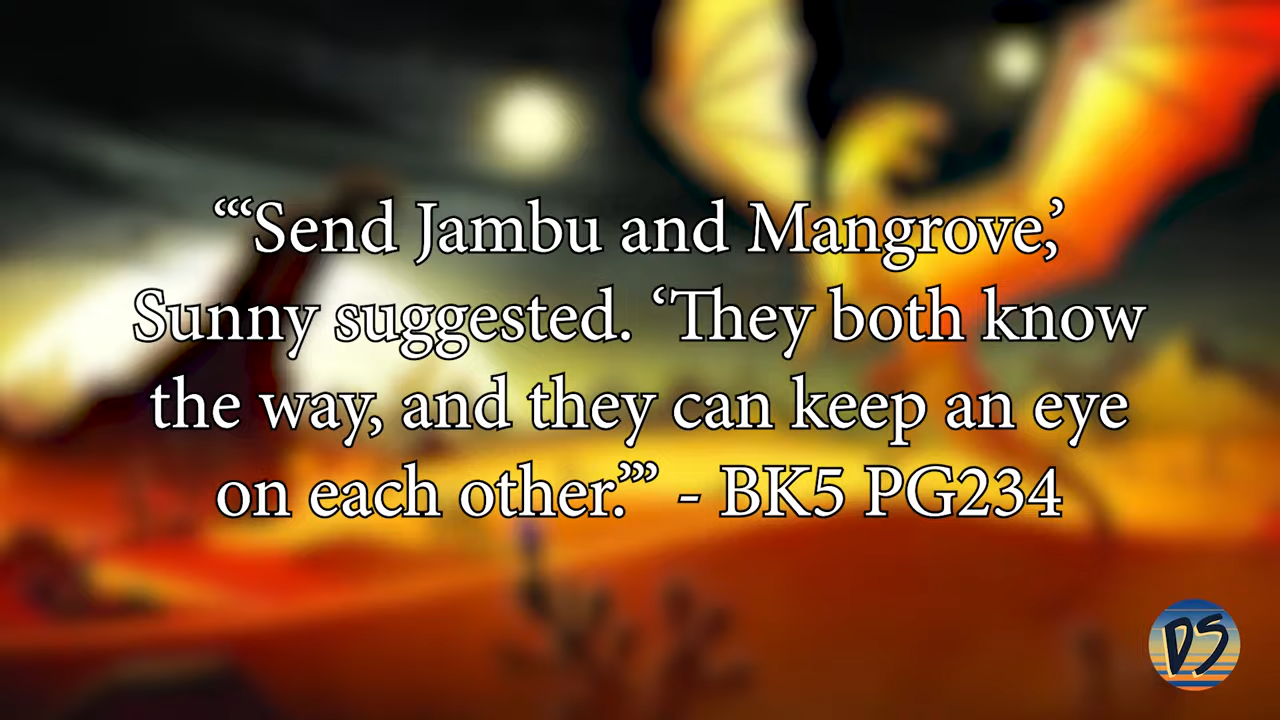 “‘Send Jambu and Mangrove,’
Sunny suggested. ‘They both know
the way, and they can keep an eye
on each other.’” - BK5 PG234
DS